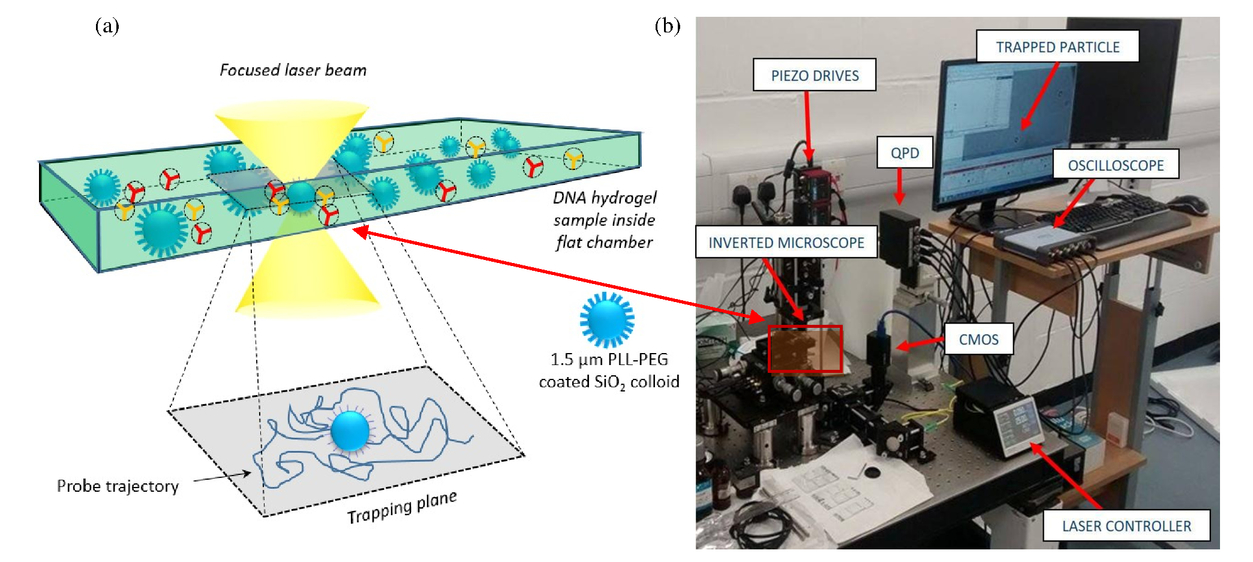 (a)
Focused laser beam
DNA hydrogel
sample inside
flat chamber
1.5 µm PLL-PEG
coated SiO₂ colloid
Probe trajectory
Trapping plane
(b)
TRAPPED PARTICLE
PIEZO DRIVES
QPD
OSCILLOSCOPE
INVERTED MICROSCOPE
CMOS
LASER CONTROLLER